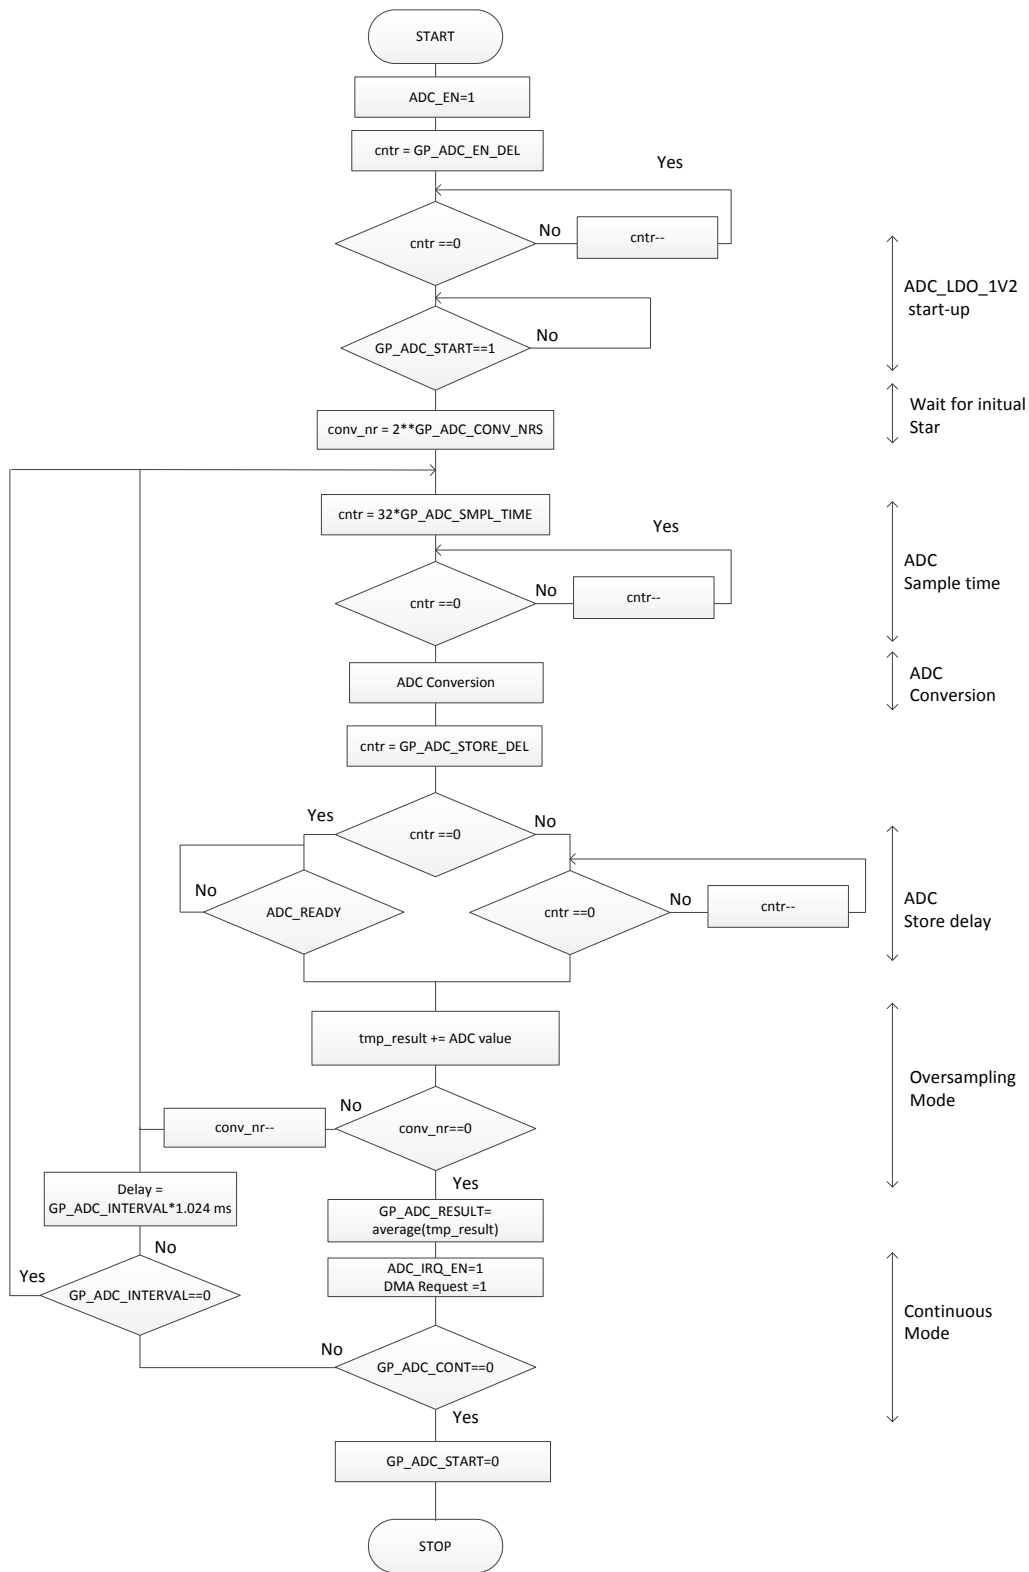 START
ADC_EN=1
cntr = GP_ADC_EN_DEL
Yes
cntr ==0
No
cntr--
ADC_LDO_1V2
start-up
GP_ADC_START==1
No
Wait for initual
Star
conv_nr = 2**GP_ADC_CONV_NRS
cntr = 32*GP_ADC_SMPL_TIME
Yes
cntr ==0
No
cntr--
ADC
Sample time
ADC Conversion
ADC
Conversion
cntr = GP_ADC_STORE_DEL
Yes
cntr ==0
No
No
ADC_READY
cntr ==0
No
cntr--
ADC
Store delay
tmp_result += ADC value
Oversampling
Mode
conv_nr--
No
conv_nr==0
Yes
Delay =
GP_ADC_INTERVAL*1.024 ms
GP_ADC_RESULT=
average(tmp_result)
No
Yes
GP_ADC_INTERVAL==0
ADC_IRQ_EN=1
DMA Request =1
Continuous
Mode
No
GP_ADC_CONT==0
Yes
GP_ADC_START=0
STOP